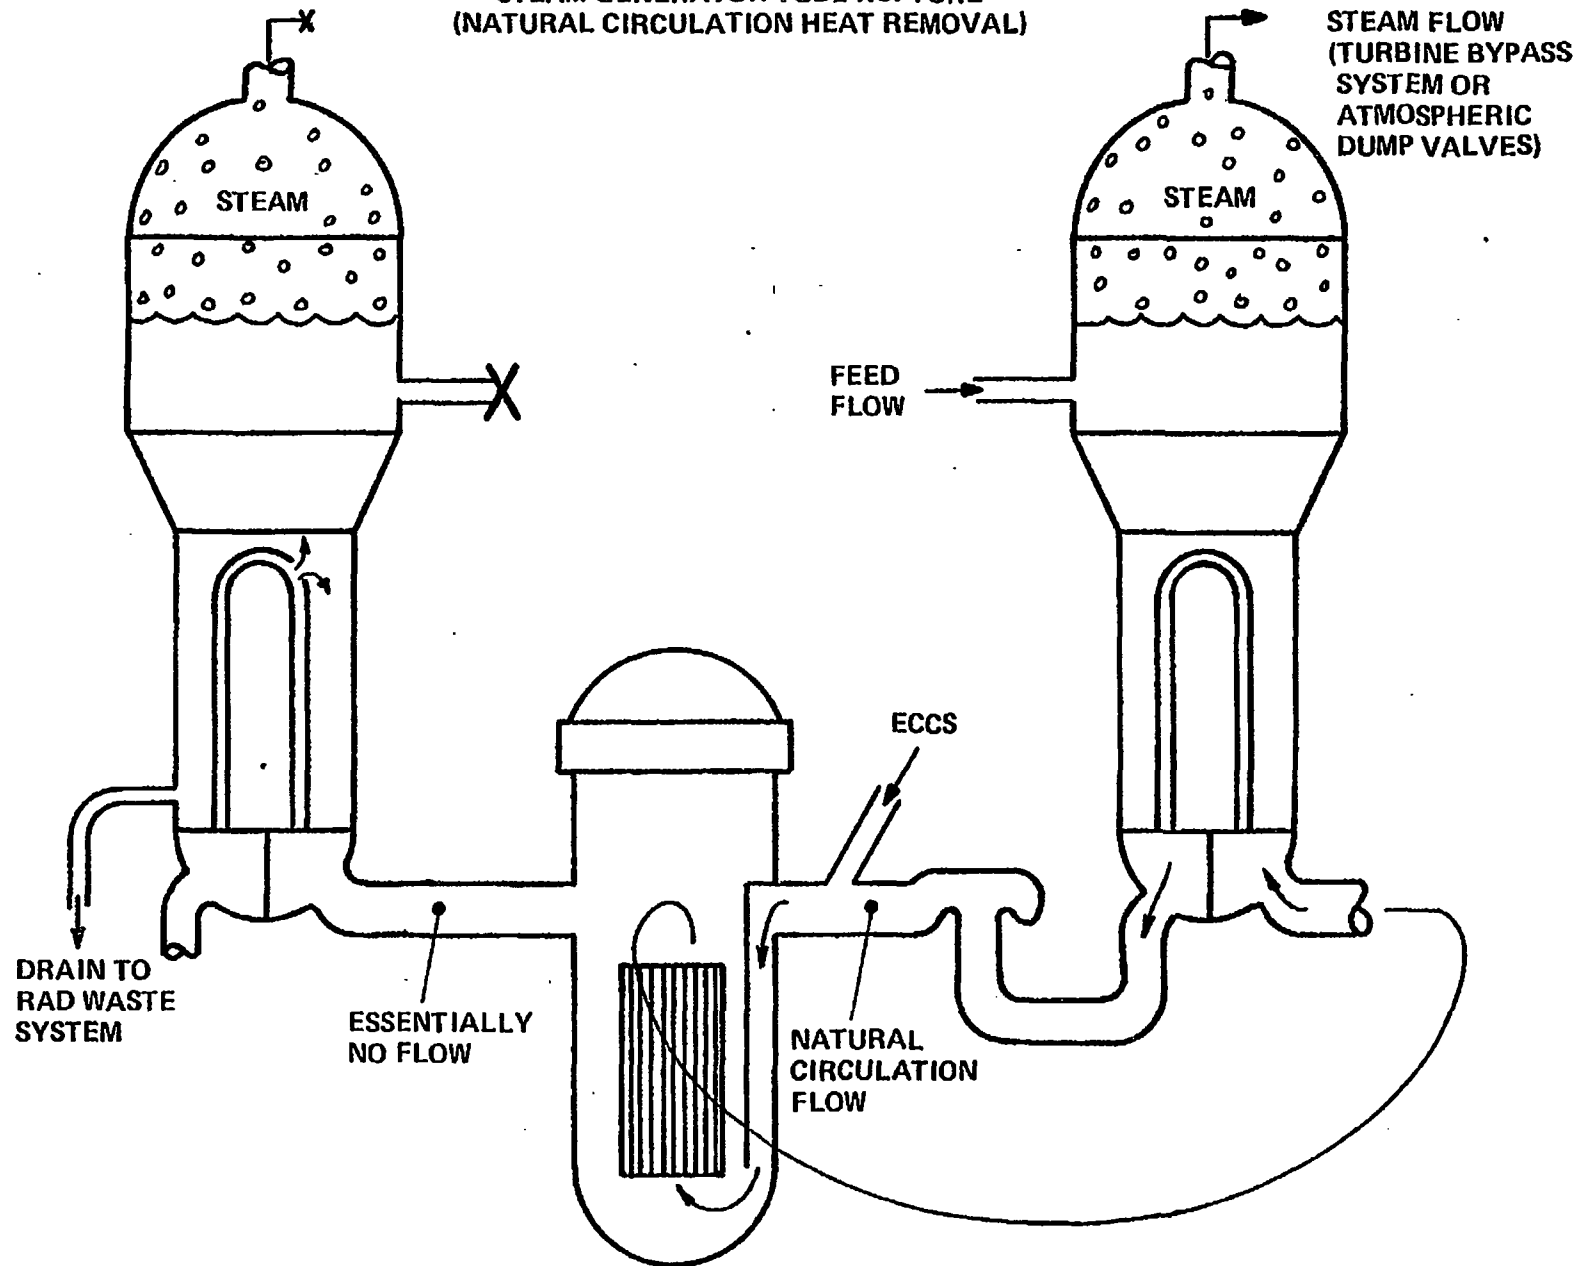 (NATURAL CIRCULATION HEAT REMOVAL)
STEAM FLOW
(TURBINE BYPASS
SYSTEM OR
ATMOSPHERIC
DUMP VALVES)
STEAM
STEAM
FEED
FLOW
ECCS
DRAIN TO
RAD WASTE
SYSTEM
ESSENTIALLY
NO FLOW
NATURAL
CIRCULATION
FLOW